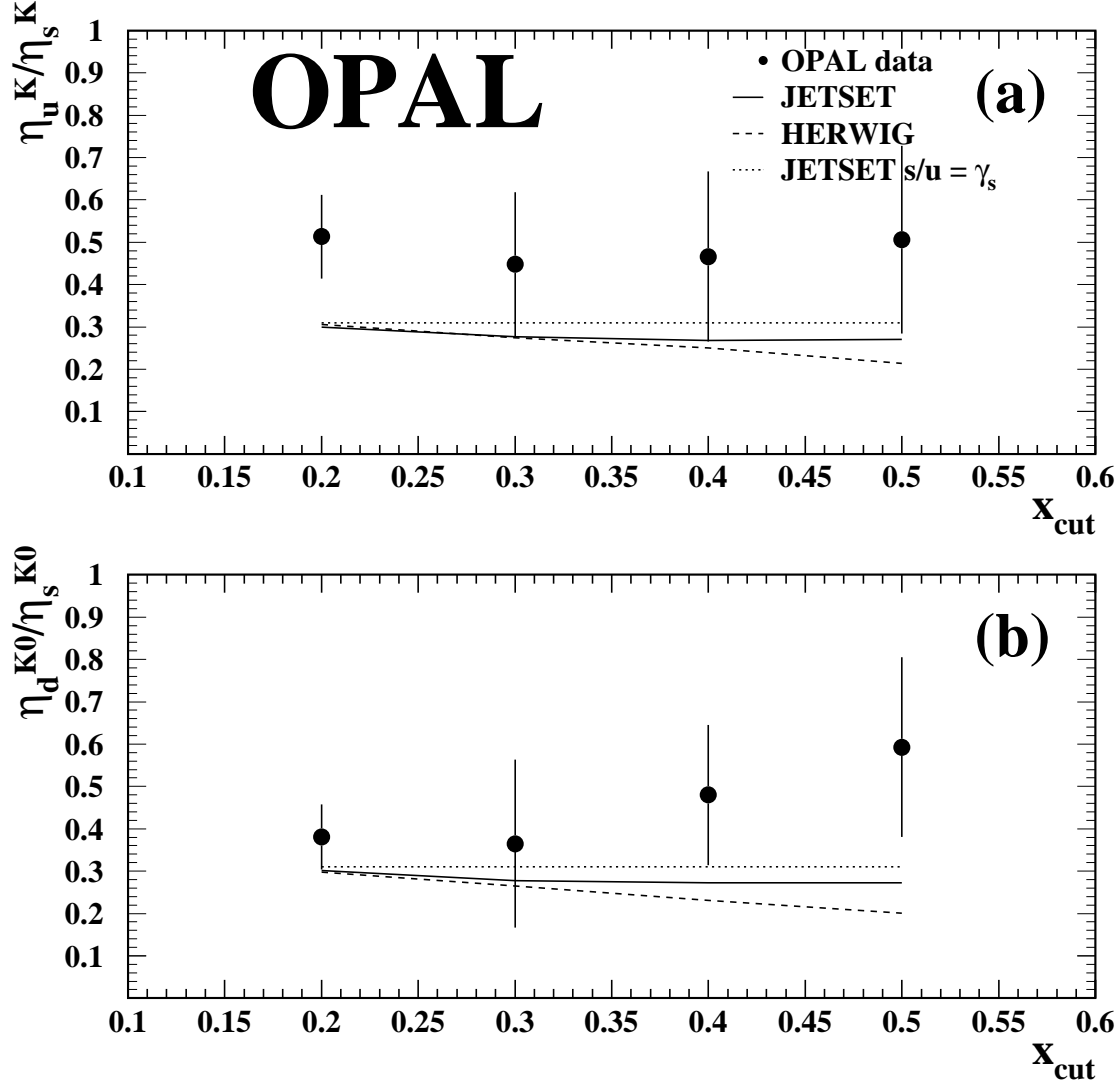 OPAL
(a)
• OPAL data
JETSET
HERWIG
JETSET s/u = γs
ηuK/ηsK
1
0.9
0.8
0.7
0.6
0.5
0.4
0.3
0.2
0.1
0.1 0.15 0.2 0.25 0.3 0.35 0.4 0.45 0.5 0.55 0.6
xcut
(b)
ηdK0/ηsK0
1
0.9
0.8
0.7
0.6
0.5
0.4
0.3
0.2
0.1
0.1 0.15 0.2 0.25 0.3 0.35 0.4 0.45 0.5 0.55 0.6
xcut